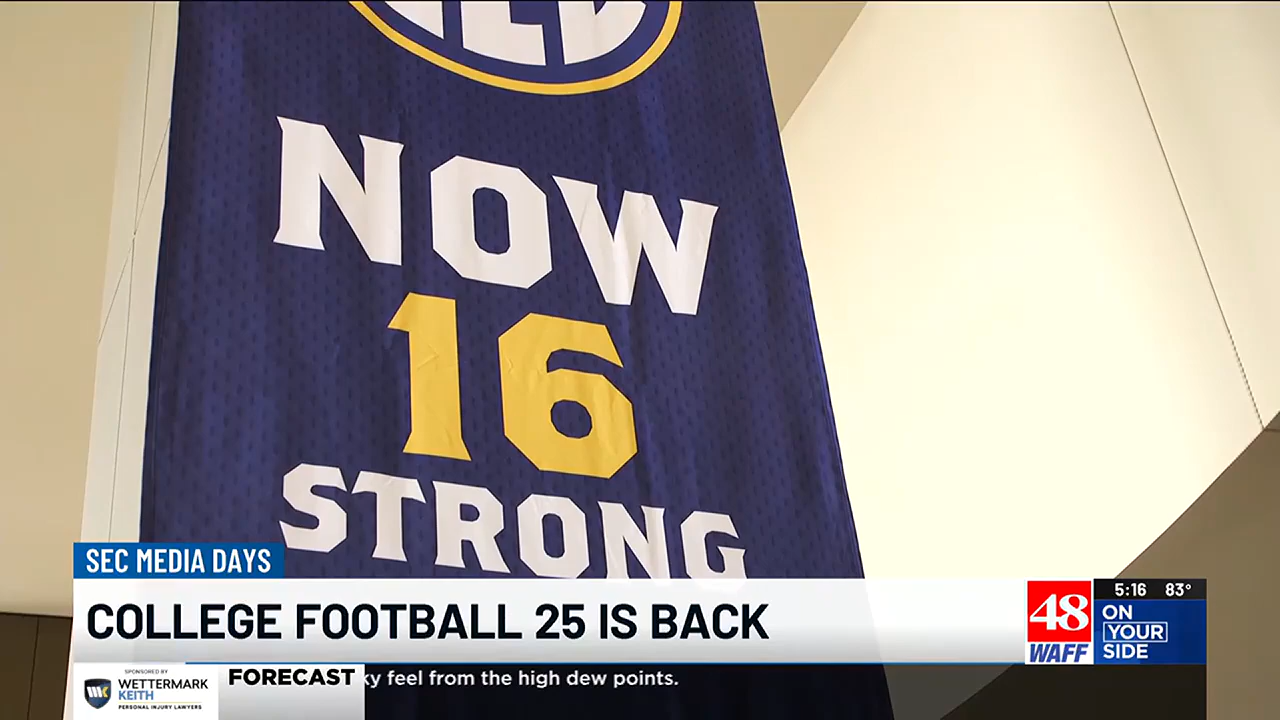 NOW
16
STRONG
SEC MEDIA DAYS
COLLEGE FOOTBALL 25 IS BACK
48
WAFF
5:16 83°
ON
YOUR
SIDE
SPONSORED BY
WETTERMARK
KEITH
PERSONAL INJURY LAWYERS
FORECAST
ky feel from the high dew points.